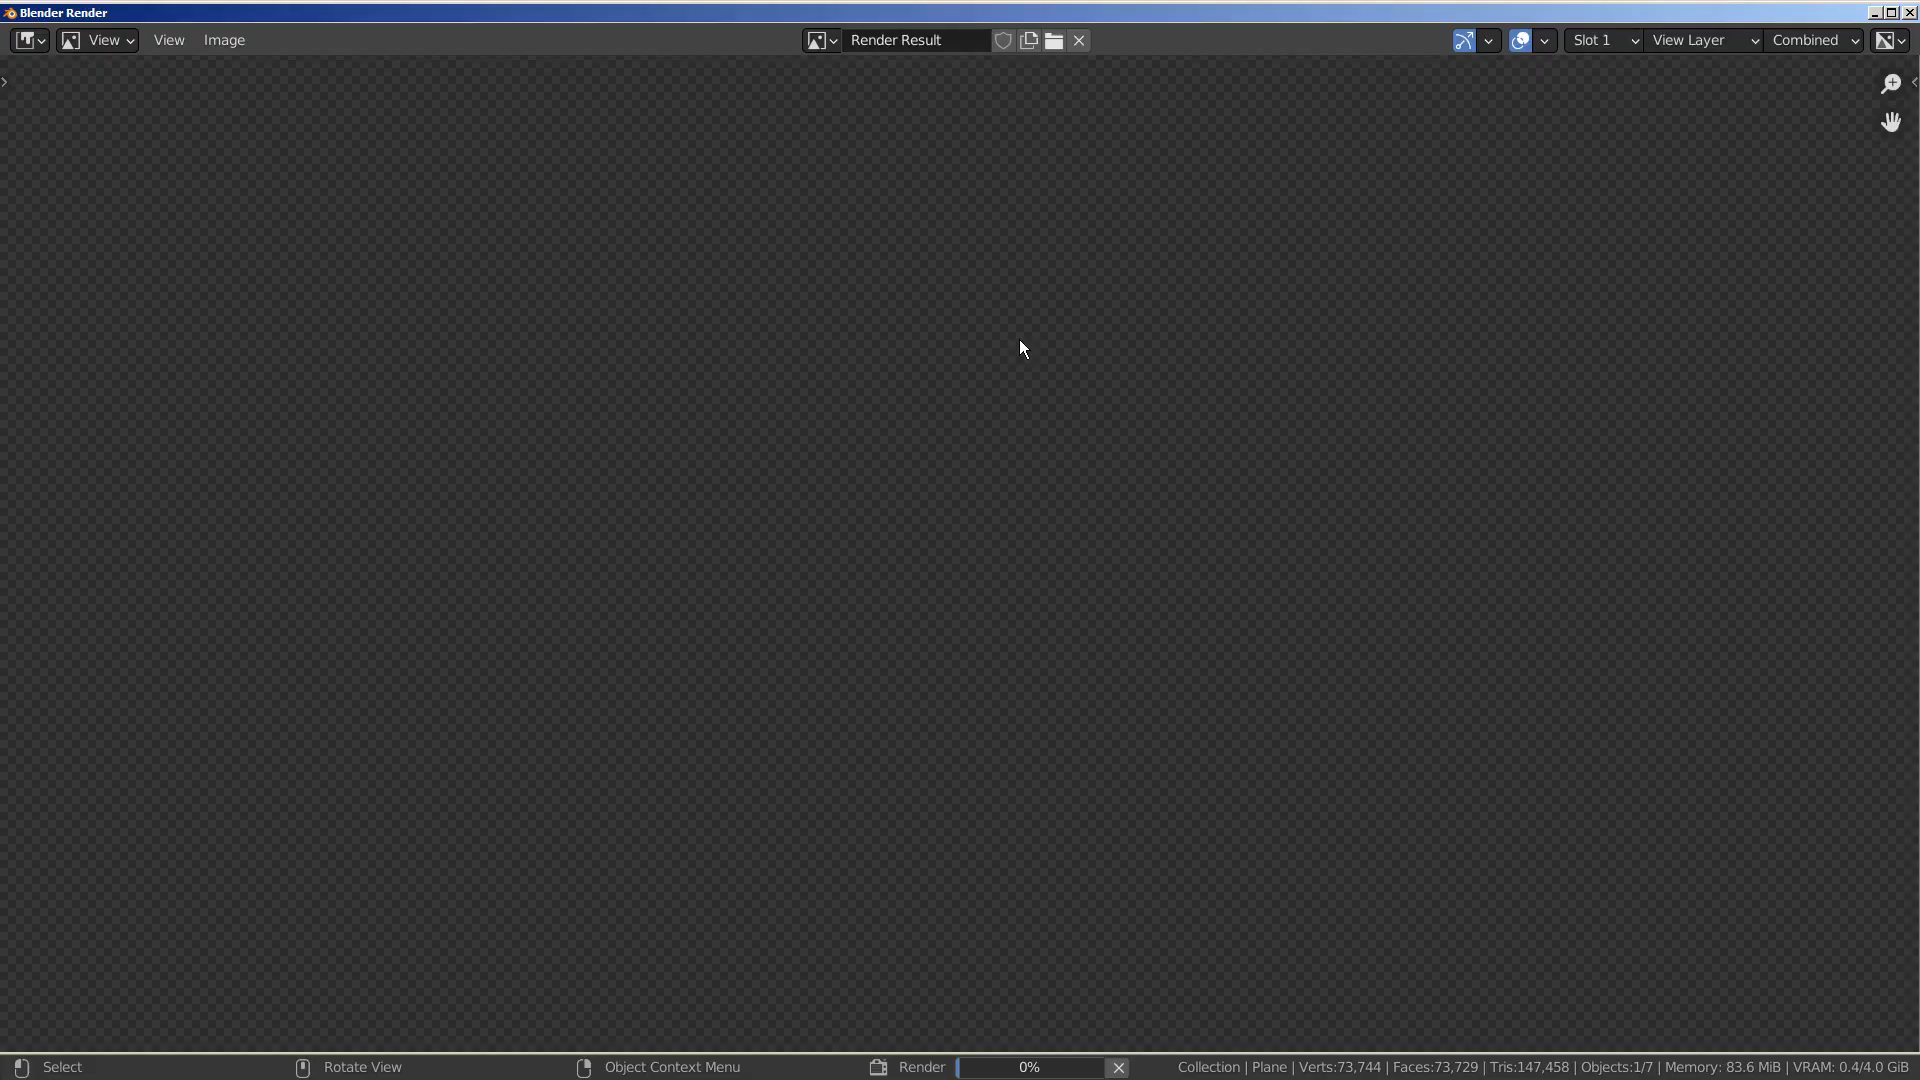 Blender Render
View View Image Render Result Slot 1 View Layer Combined
Select Rotate View Object Context Menu Render 0% Collection | Plane | Verts:73,744 | Faces:73,729 | Tris:147,458 | Objects:1/7 | Memory: 83.6 MiB | VRAM: 0.4/4.0 GiB